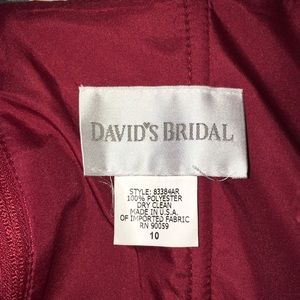 DAVID'S BRIDAL
STYLE: 83384AR
100% POLYESTER
DRY CLEAN
MADE IN U.S.A.
OF IMPORTED FABRIC
RN 90059
10